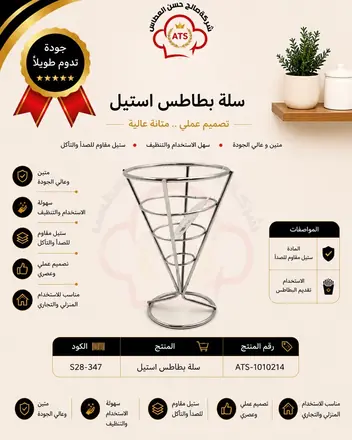 شركة صالح حسن العطاس
ATS
جودة
تدوم طويلاً
سلة بطاطس استيل
تصميم عملي .. متانة عالية
متين و عالي الجودة • سهل الاستخدام والتنظيف • ستيل مقاوم للصدأ والتآكل
متين
وعالي الجودة
سهولة
الاستخدام والتنظيف
ستيل مقاوم
للصدأ والتآكل
تصميم عملي
وعصري
مناسب للاستخدام
المنزلي والتجاري
المواصفات
المادة
ستيل مقاوم للصدأ
الاستخدام
تقديم البطاطس
رقم المنتج
المنتج
الكود
ATS-1010214
سلة بطاطس استيل
S28-347
مناسب للاستخدام
المنزلي والتجاري
تصميم عملي
وعصري
ستيل مقاوم
للصدأ والتآكل
سهولة
الاستخدام
والتنظيف
متين
وعالي الجودة